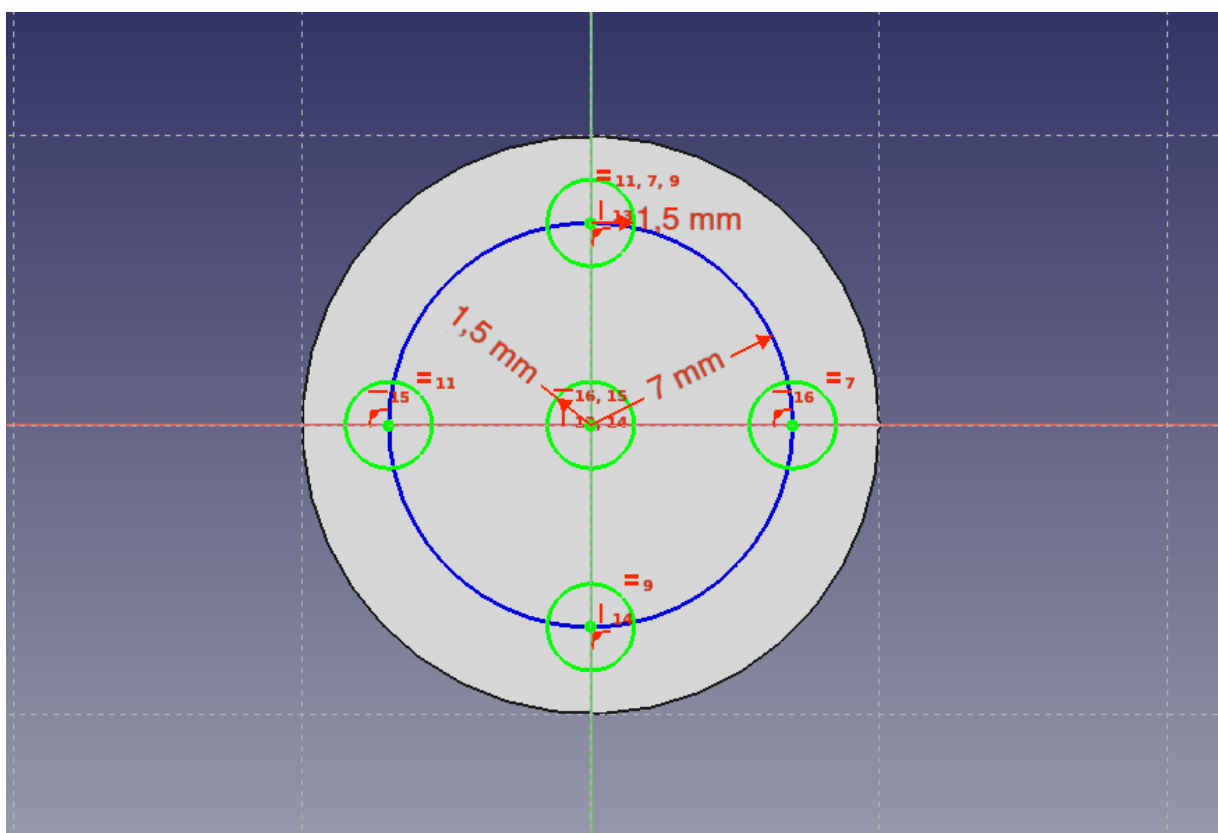 = 11, 7, 9
13
1,5 mm
1,5 mm
7 mm
= 11
15
16, 15
13, 14
16
= 7
= 9
14